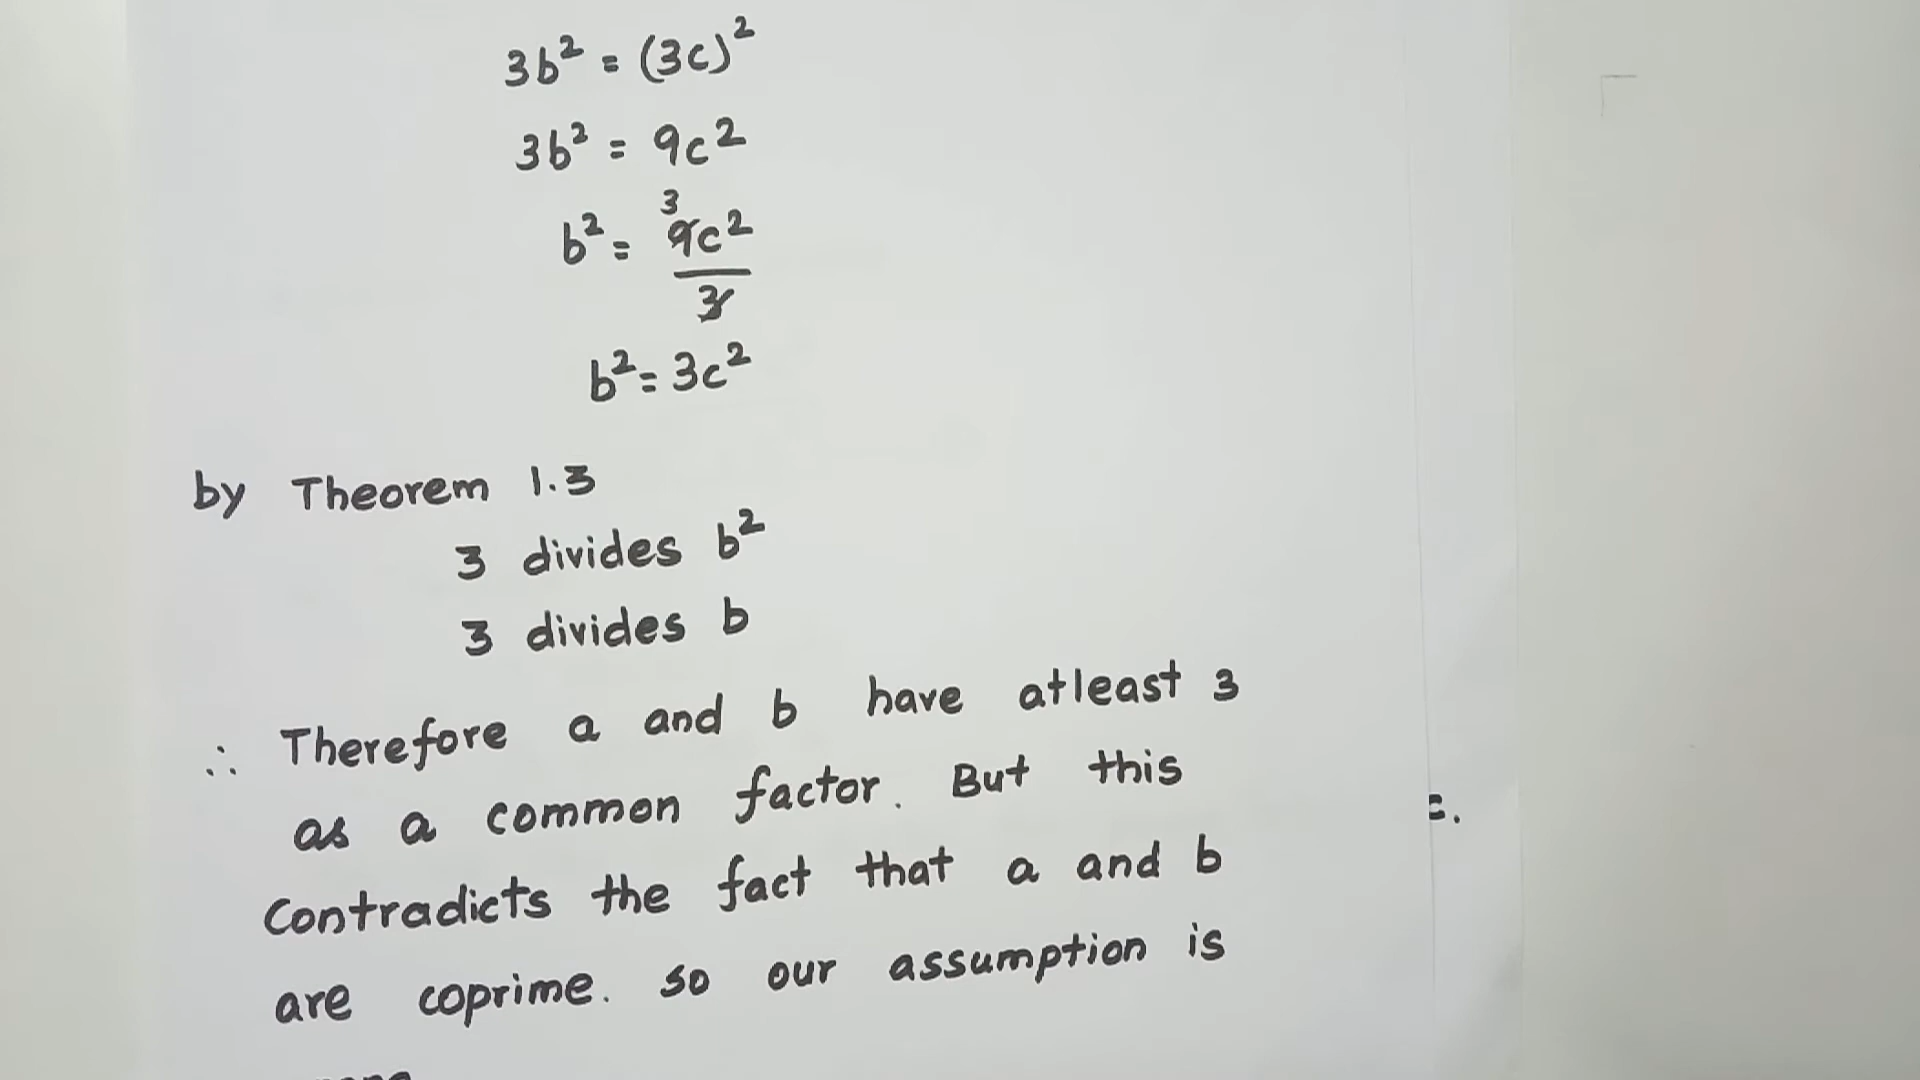 3b² = (3c)²
3b² = 9c²
3
b² = 9c²
3
b² = 3c²
by Theorem 1.3
3 divides b²
3 divides b
∴ Therefore a and b have atleast 3
as a common factor. But this
Contradicts the fact that a and b
are coprime. so our assumption is